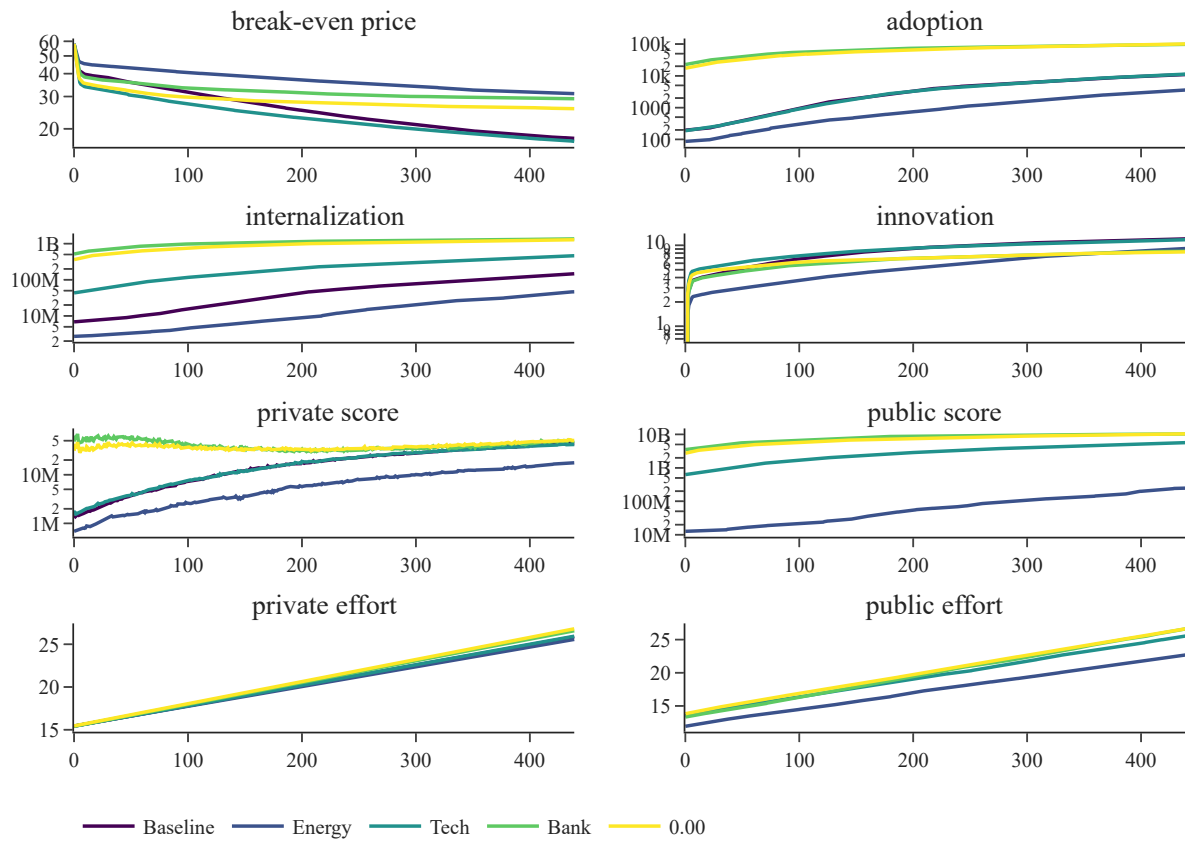 break-even price
60
50
40
30
20
0 100 200 300 400
adoption
100k
5
2
10k
5
2
1000
5
2
100
0 100 200 300 400
internalization
1B
5
2
100M
5
2
10M
5
2
0 100 200 300 400
innovation
10
9
8
6
5
4
3
2
1
9
8
7
0 100 200 300 400
private score
5
2
10M
5
2
1M
0 100 200 300 400
public score
10B
5
2
1B
5
2
100M
5
2
10M
0 100 200 300 400
private effort
25
20
15
0 100 200 300 400
public effort
25
20
15
0 100 200 300 400
Baseline Energy Tech Bank 0.00